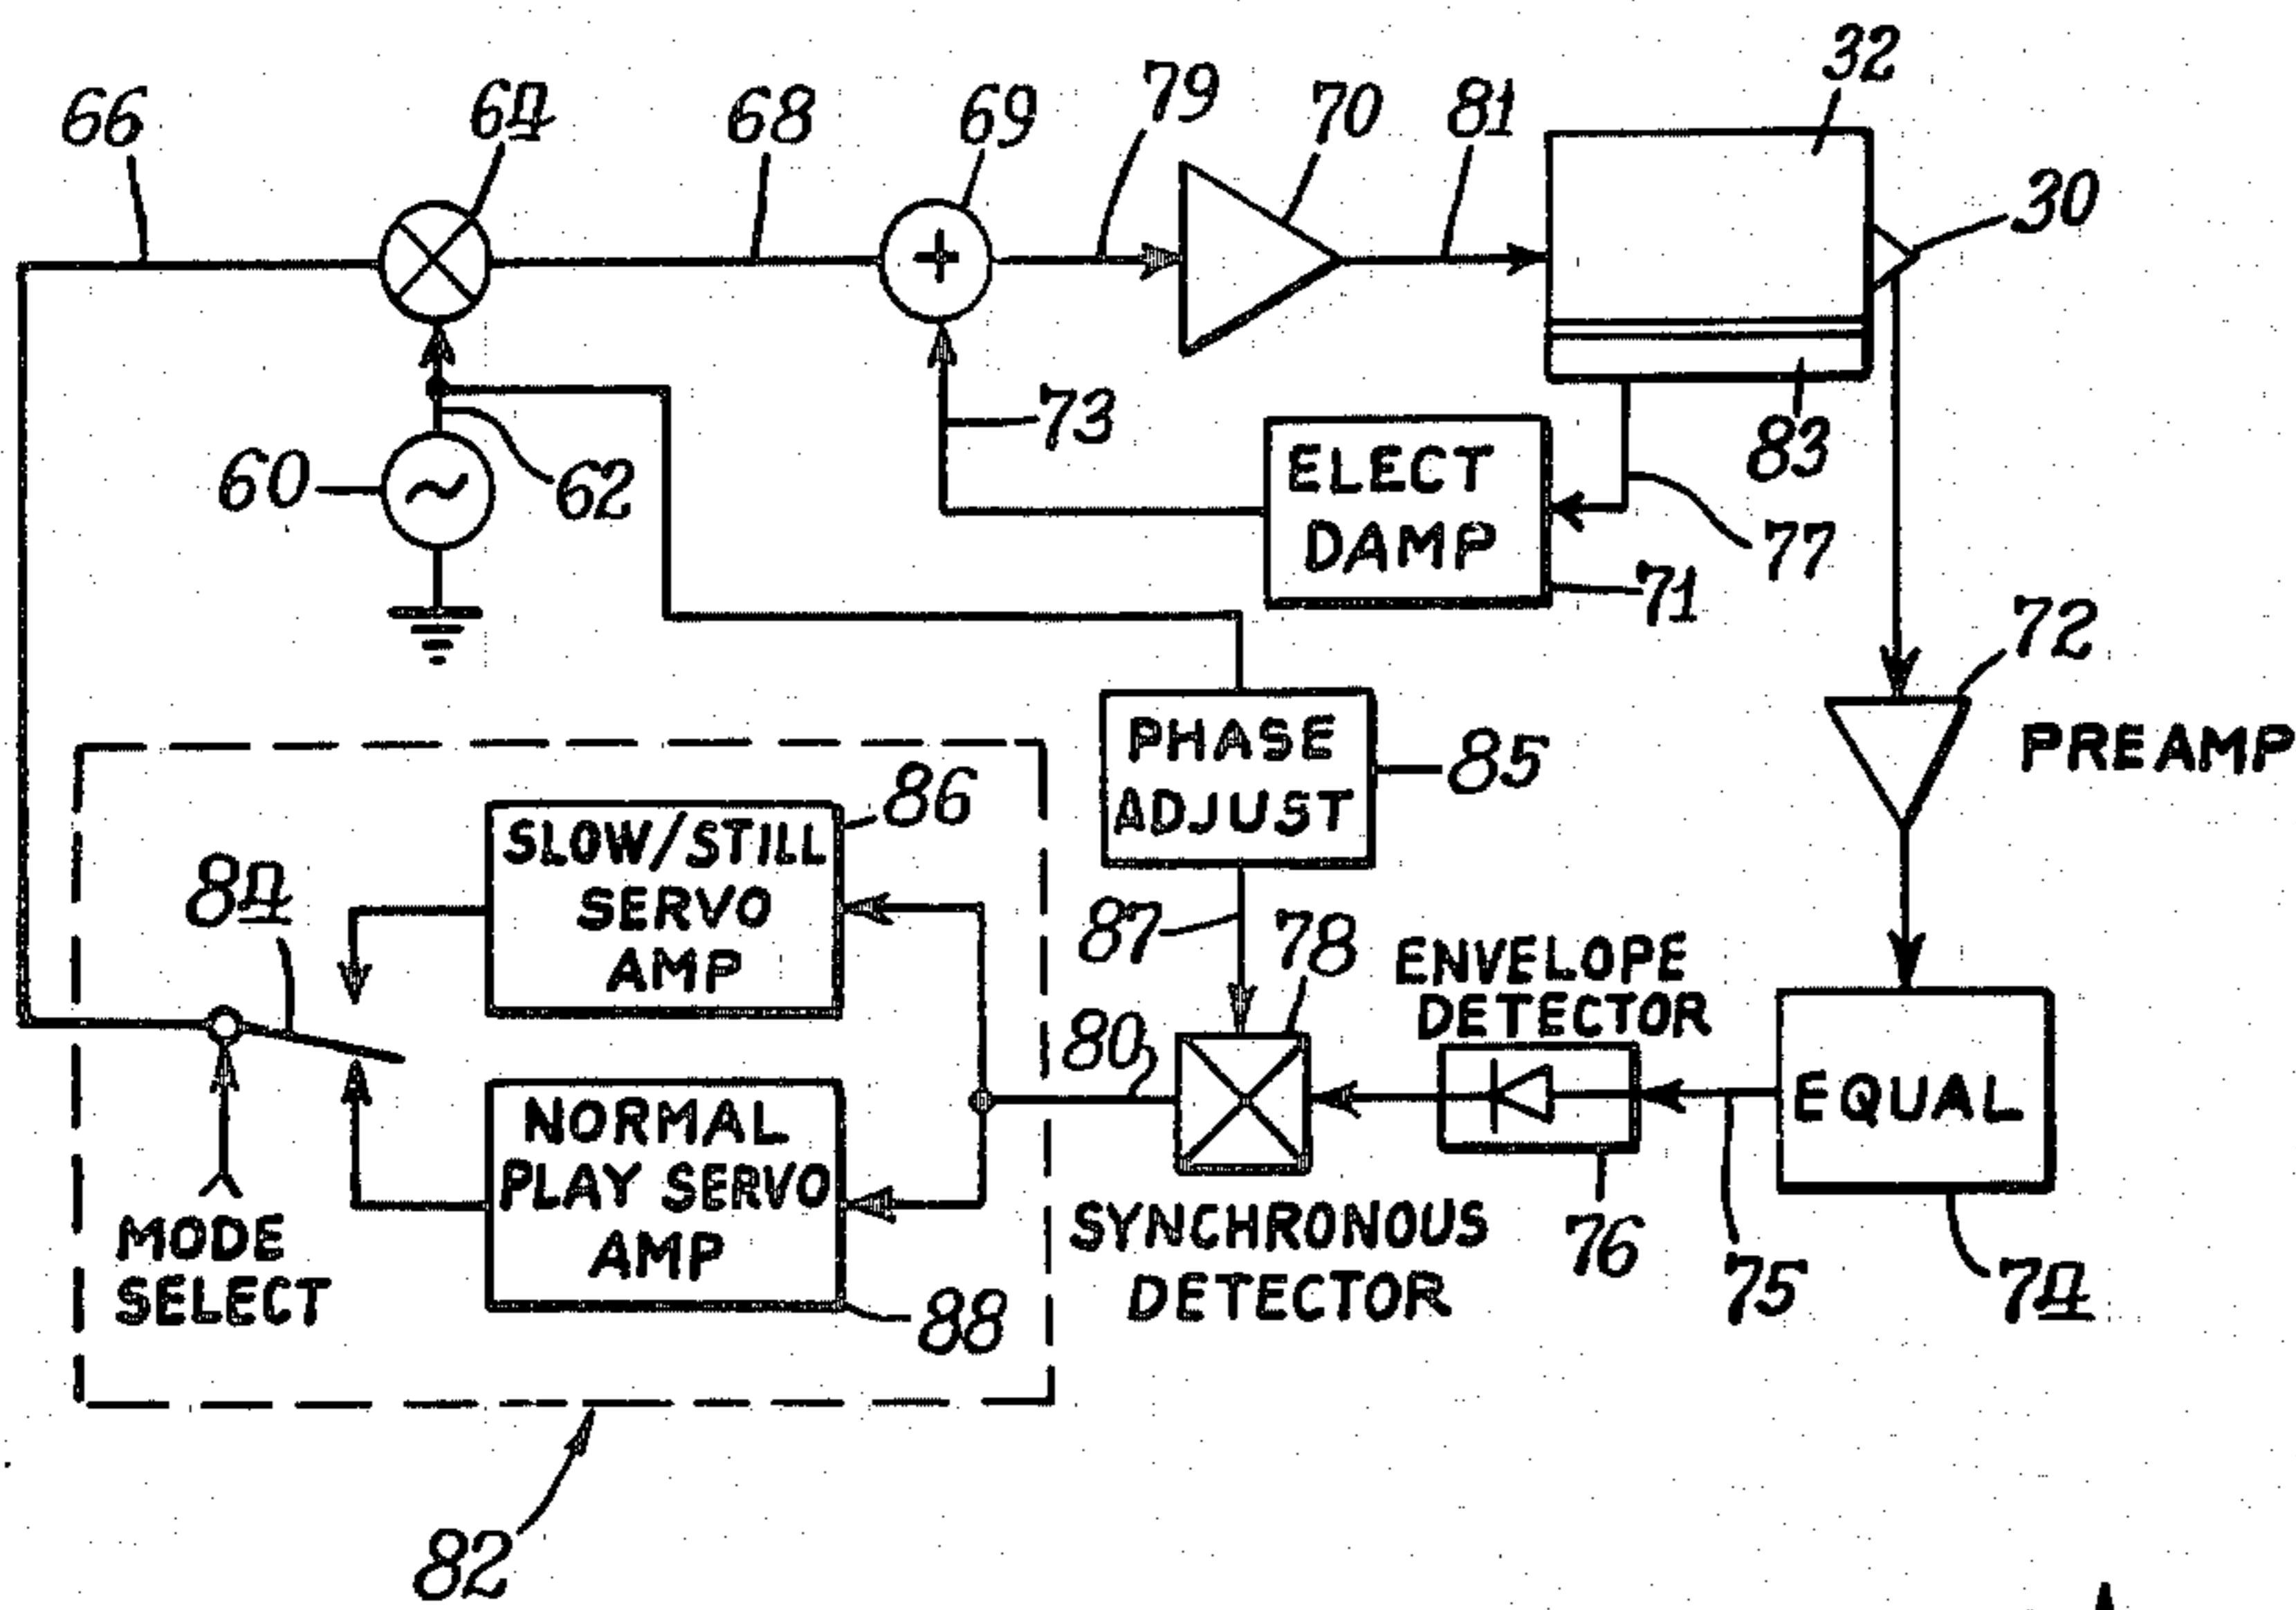 66
64
68
69
79
70
81
32
30
60
62
73
ELECT
DAMP
83
77
71
72
PREAMP
PHASE
ADJUST
85
SLOW/STILL
SERVO
AMP
86
84
87
78
ENVELOPE
DETECTOR
80
EQUAL
NORMAL
PLAY SERVO
AMP
MODE
SELECT
SYNCHRONOUS
DETECTOR
76
75
74
88
82